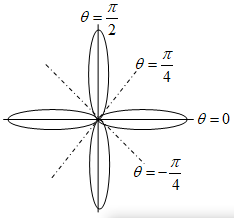 θ = π/2
θ = π/4
θ = 0
θ = −π/4